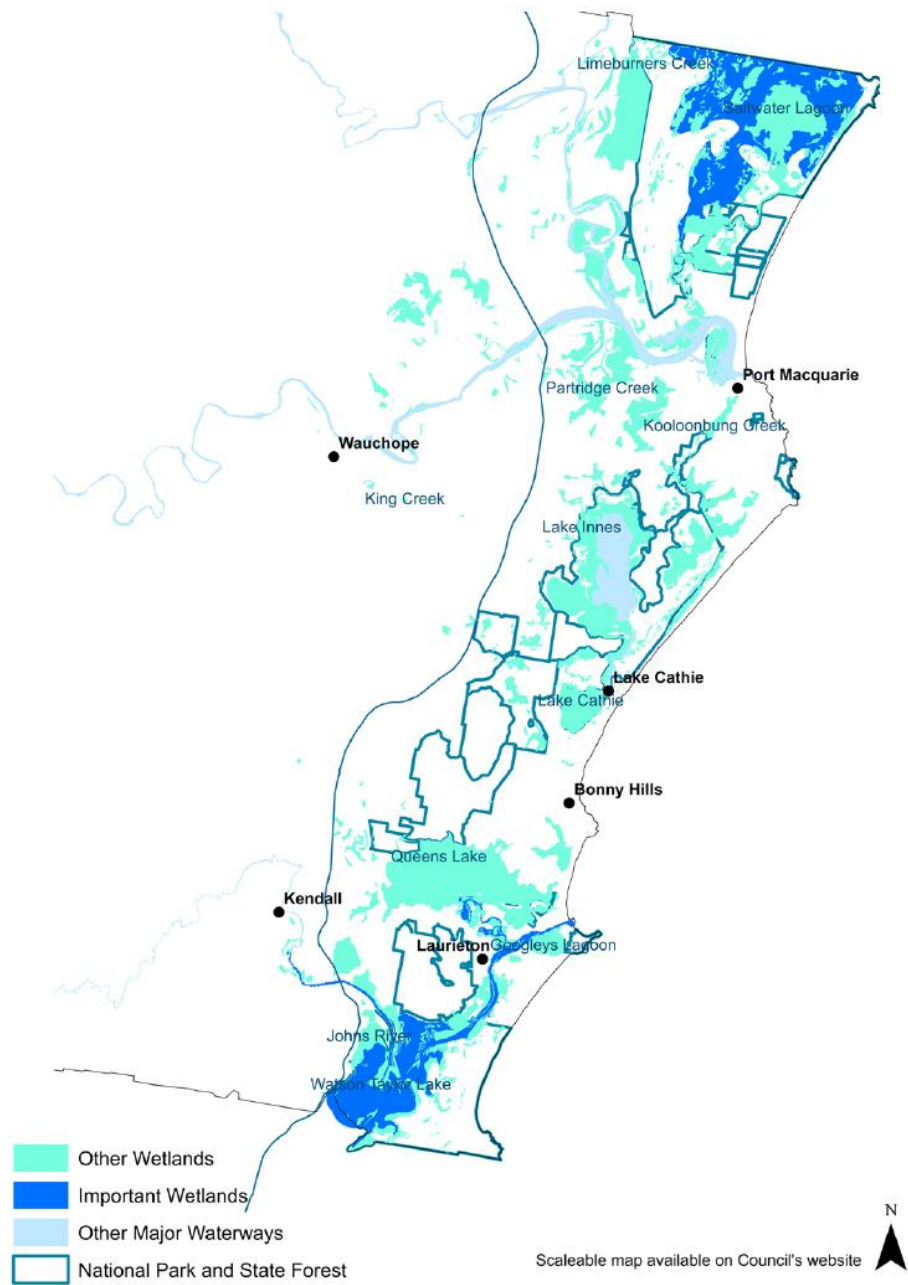 Limeburners Creek
Saltwater Lagoon
Port Macquarie
Partridge Creek
Kooloonbung Creek
Wauchope
King Creek
Lake Innes
Lake Cathie
Lake Cathie
Bonny Hills
Queens Lake
Kendall
Laurieton
Googleys Lagoon
Johns River
Watson Taylor Lake
Other Wetlands
Important Wetlands
Other Major Waterways
National Park and State Forest
N
Scaleable map available on Council's website